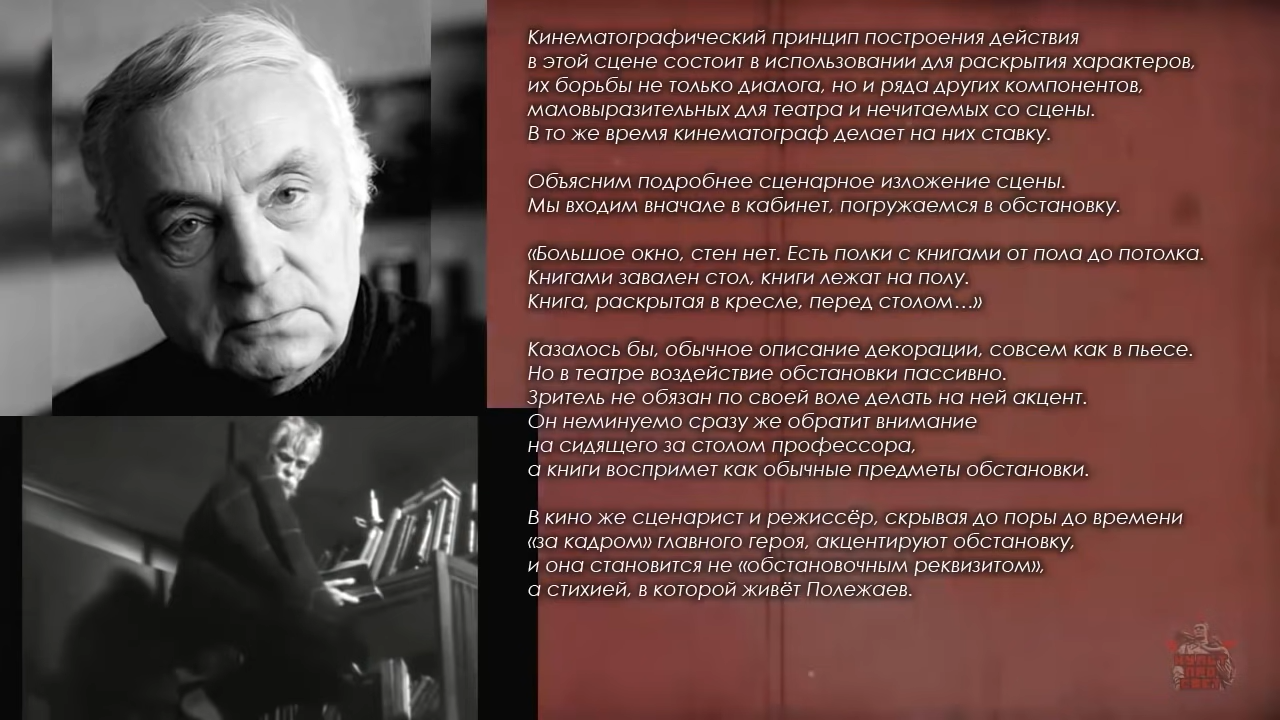 Кинематографический принцип построения действия
в этой сцене состоит в использовании для раскрытия характеров,
их борьбы не только диалога, но и ряда других компонентов,
маловыразительных для театра и нечитаемых со сцены.
В то же время кинематограф делает на них ставку.
Объясним подробнее сценарное изложение сцены.
Мы входим вначале в кабинет, погружаемся в обстановку.
«Большое окно, стен нет. Есть полки с книгами от пола до потолка.
Книгами завален стол, книги лежат на полу.
Книга, раскрытая в кресле, перед столом…»
Казалось бы, обычное описание декорации, совсем как в пьесе.
Но в театре воздействие обстановки пассивно.
Зритель не обязан по своей воле делать на ней акцент.
Он неминуемо сразу же обратит внимание
на сидящего за столом профессора,
а книги воспримет как обычные предметы обстановки.
В кино же сценарист и режиссёр, скрывая до поры до времени
«за кадром» главного героя, акцентируют обстановку,
и она становится не «обстановочным реквизитом»,
а стихией, в которой живёт Полежаев.